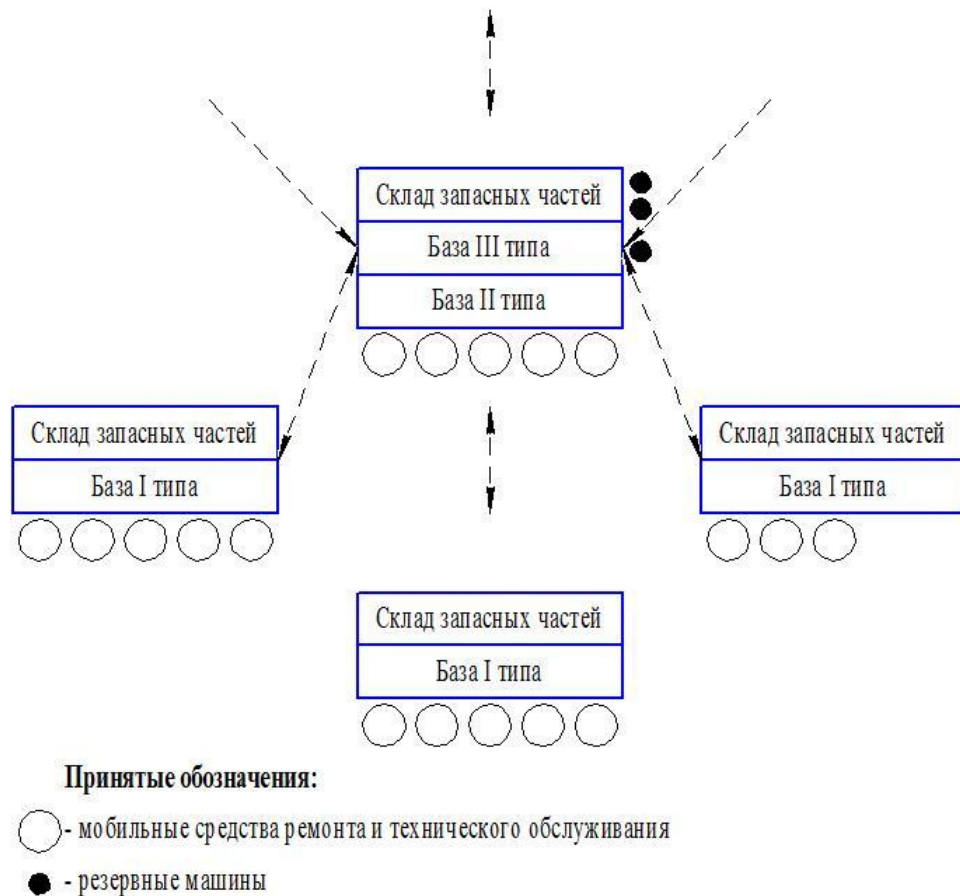 Склад запасных частей
База III типа
База II типа
Склад запасных частей
База I типа
Склад запасных частей
База I типа
Склад запасных частей
База I типа
Принятые обозначения:
- мобильные средства ремонта и технического обслуживания
- резервные машины